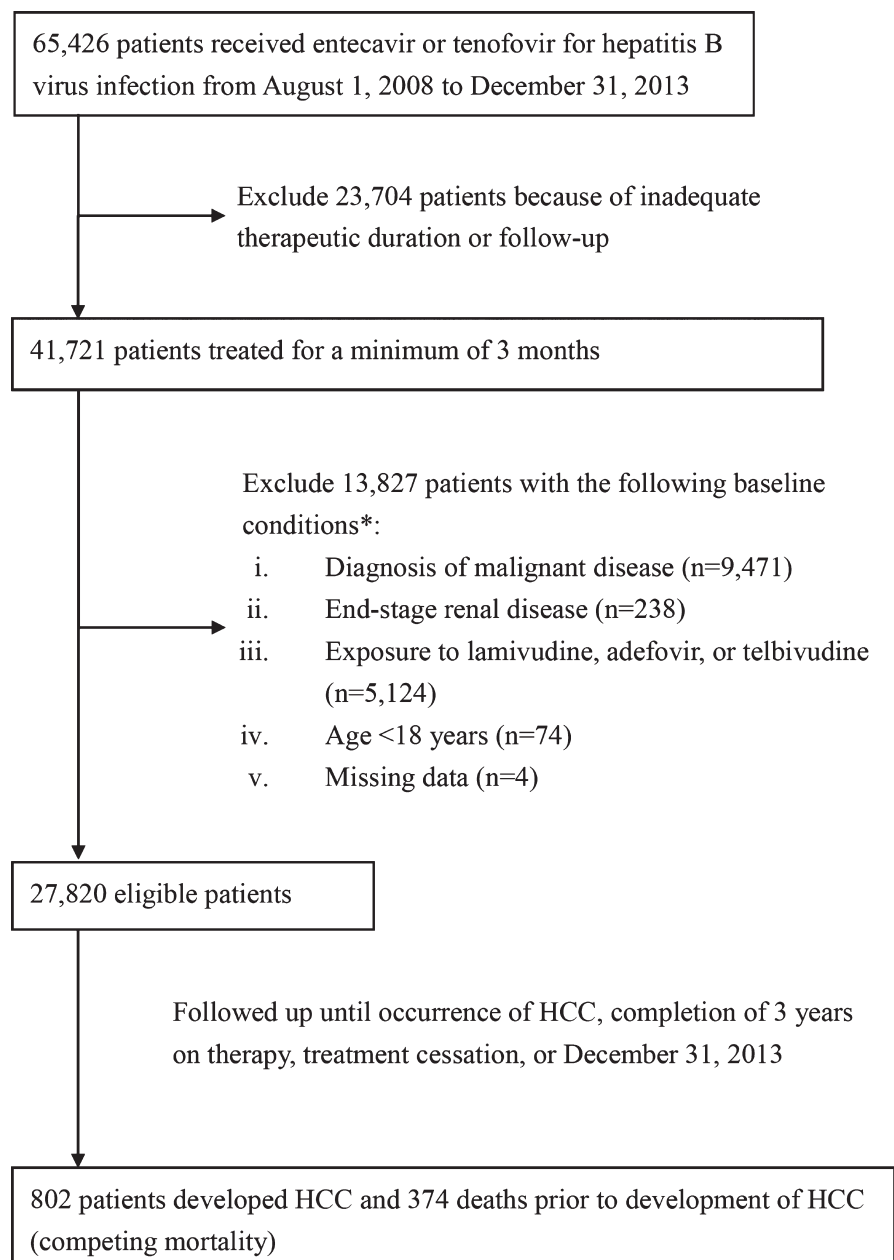 65,426 patients received entecavir or tenofovir for hepatitis B
virus infection from August 1, 2008 to December 31, 2013
Exclude 23,704 patients because of inadequate
therapeutic duration or follow-up
41,721 patients treated for a minimum of 3 months
Exclude 13,827 patients with the following baseline
conditions*:
i. Diagnosis of malignant disease (n=9,471)
ii. End-stage renal disease (n=238)
iii. Exposure to lamivudine, adefovir, or telbivudine
(n=5,124)
iv. Age <18 years (n=74)
v. Missing data (n=4)
27,820 eligible patients
Followed up until occurrence of HCC, completion of 3 years
on therapy, treatment cessation, or December 31, 2013
802 patients developed HCC and 374 deaths prior to development of HCC
(competing mortality)